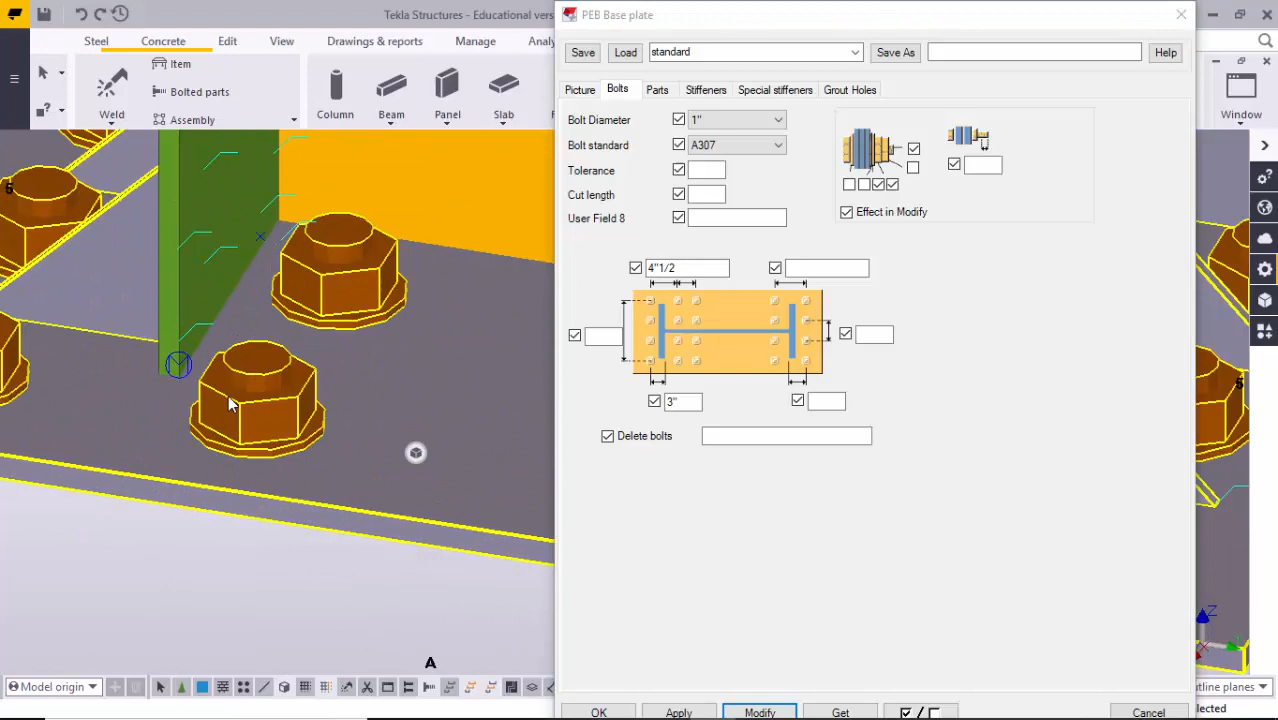 Tekla Structures - Educational vers
PEB Base plate
Steel
Concrete
Edit
View
Drawings & reports
Manage
Analy
Save
Load
standard
Save As
Help
Item
Bolted parts
Assembly
Weld
Column
Beam
Panel
Slab
F
Window
Picture
Bolts
Parts
Stiffeners
Special stiffeners
Grout Holes
Bolt Diameter
1"
Bolt standard
A307
Tolerance
Cut length
User Field 8
Effect in Modify
4"1/2
3"
Delete bolts
A
Z
Model origin
utline planes
lected
OK
Apply
Modify
Get
/
Cancel